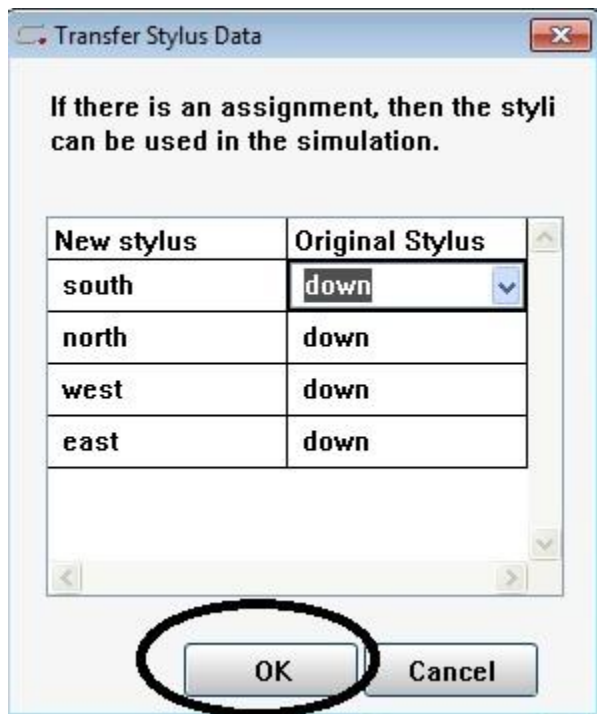 Transfer Stylus Data
If there is an assignment, then the styli
can be used in the simulation.
New stylus Original Stylus
south down
north down
west down
east down
OK Cancel